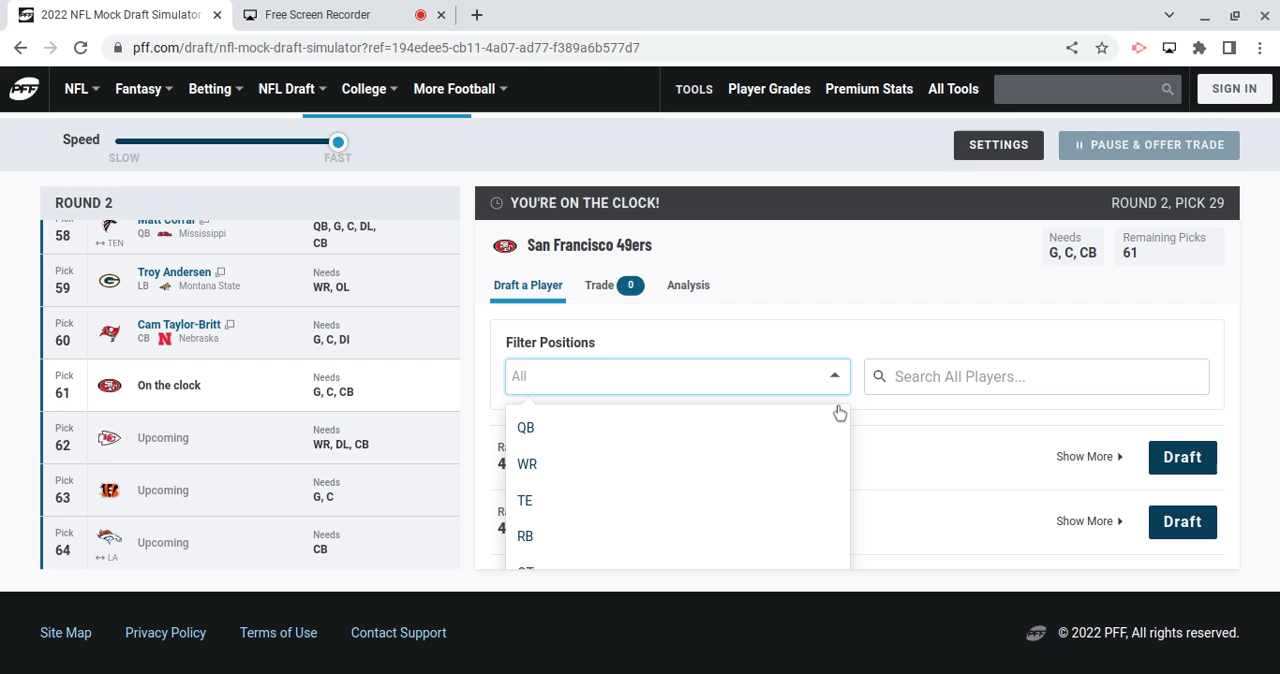 2022 NFL Mock Draft Simulator
Free Screen Recorder
pff.com/draft/nfl-mock-draft-simulator?ref=194edee5-cb11-4a07-ad77-f389a6b577d7
PFF
NFL
Fantasy
Betting
NFL Draft
College
More Football
TOOLS
Player Grades
Premium Stats
All Tools
SIGN IN
Speed
SLOW
FAST
SETTINGS
PAUSE & OFFER TRADE
ROUND 2
58
Matt Corral
QB
Mississippi
TEN
QB, G, C, DL,
CB
Pick
59
Troy Andersen
LB
Montana State
Needs
WR, OL
Pick
60
Cam Taylor-Britt
CB
Nebraska
Needs
G, C, DI
Pick
61
On the clock
Needs
G, C, CB
Pick
62
Upcoming
Needs
WR, DL, CB
Pick
63
Upcoming
Needs
G, C
Pick
64
LA
Upcoming
Needs
CB
YOU'RE ON THE CLOCK!
ROUND 2, PICK 29
San Francisco 49ers
Needs
G, C, CB
Remaining Picks
61
Draft a Player
Trade
0
Analysis
Filter Positions
All
Search All Players...
QB
WR
TE
RB
Show More
Draft
Show More
Draft
Site Map
Privacy Policy
Terms of Use
Contact Support
PFF
© 2022 PFF, All rights reserved.